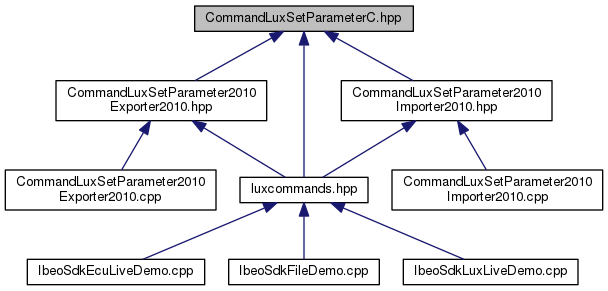 CommandLuxSetParameterC.hpp
CommandLuxSetParameter2010
Exporter2010.hpp
CommandLuxSetParameter2010
Importer2010.hpp
CommandLuxSetParameter2010
Exporter2010.cpp
luxcommands.hpp
CommandLuxSetParameter2010
Importer2010.cpp
IbeoSdkEcuLiveDemo.cpp
IbeoSdkFileDemo.cpp
IbeoSdkLuxLiveDemo.cpp